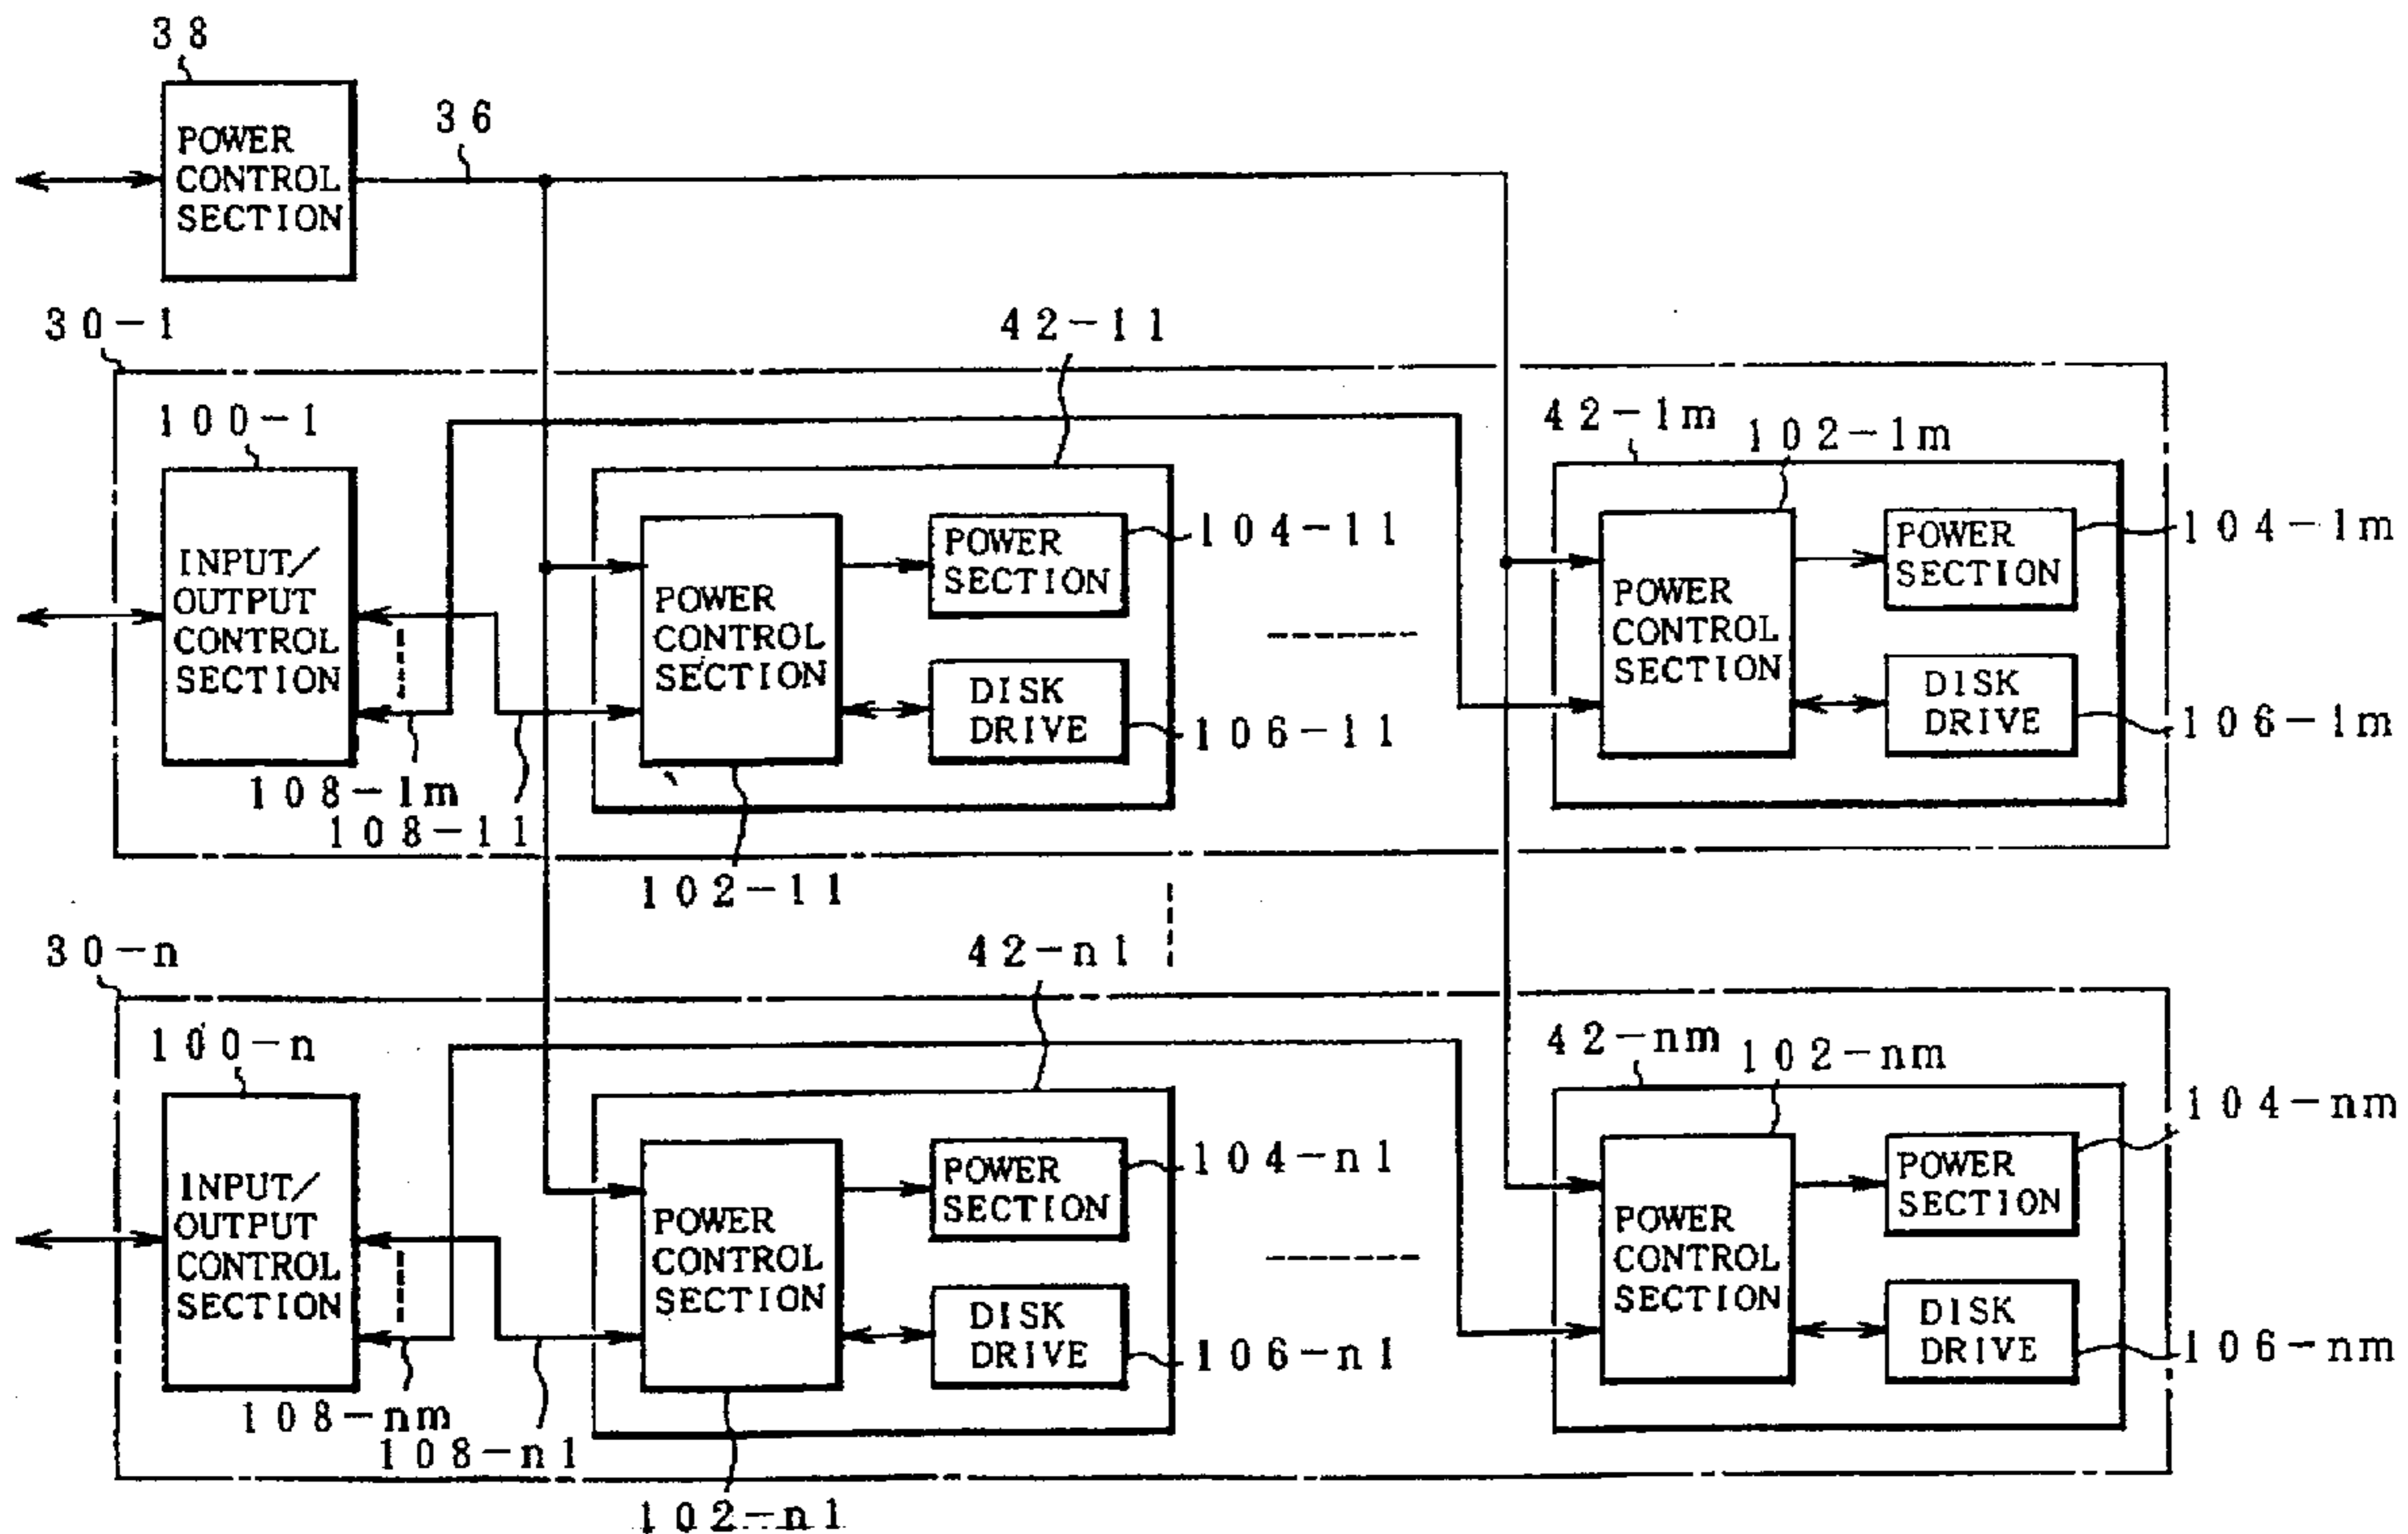 38
POWER
CONTROL
SECTION
36
30-1
42-11
100-1
42-1m
102-1m
INPUT/
OUTPUT
CONTROL
SECTION
POWER
CONTROL
SECTION
POWER
SECTION
104-11
DISK
DRIVE
106-11
POWER
CONTROL
SECTION
POWER
SECTION
104-1m
DISK
DRIVE
106-1m
108-1m
108-11
102-11
30-n
42-n1
100-n
42-nm
102-nm
INPUT/
OUTPUT
CONTROL
SECTION
POWER
CONTROL
SECTION
POWER
SECTION
104-n1
DISK
DRIVE
106-n1
POWER
CONTROL
SECTION
POWER
SECTION
104-nm
DISK
DRIVE
106-nm
108-nm
108-n1
102-n1